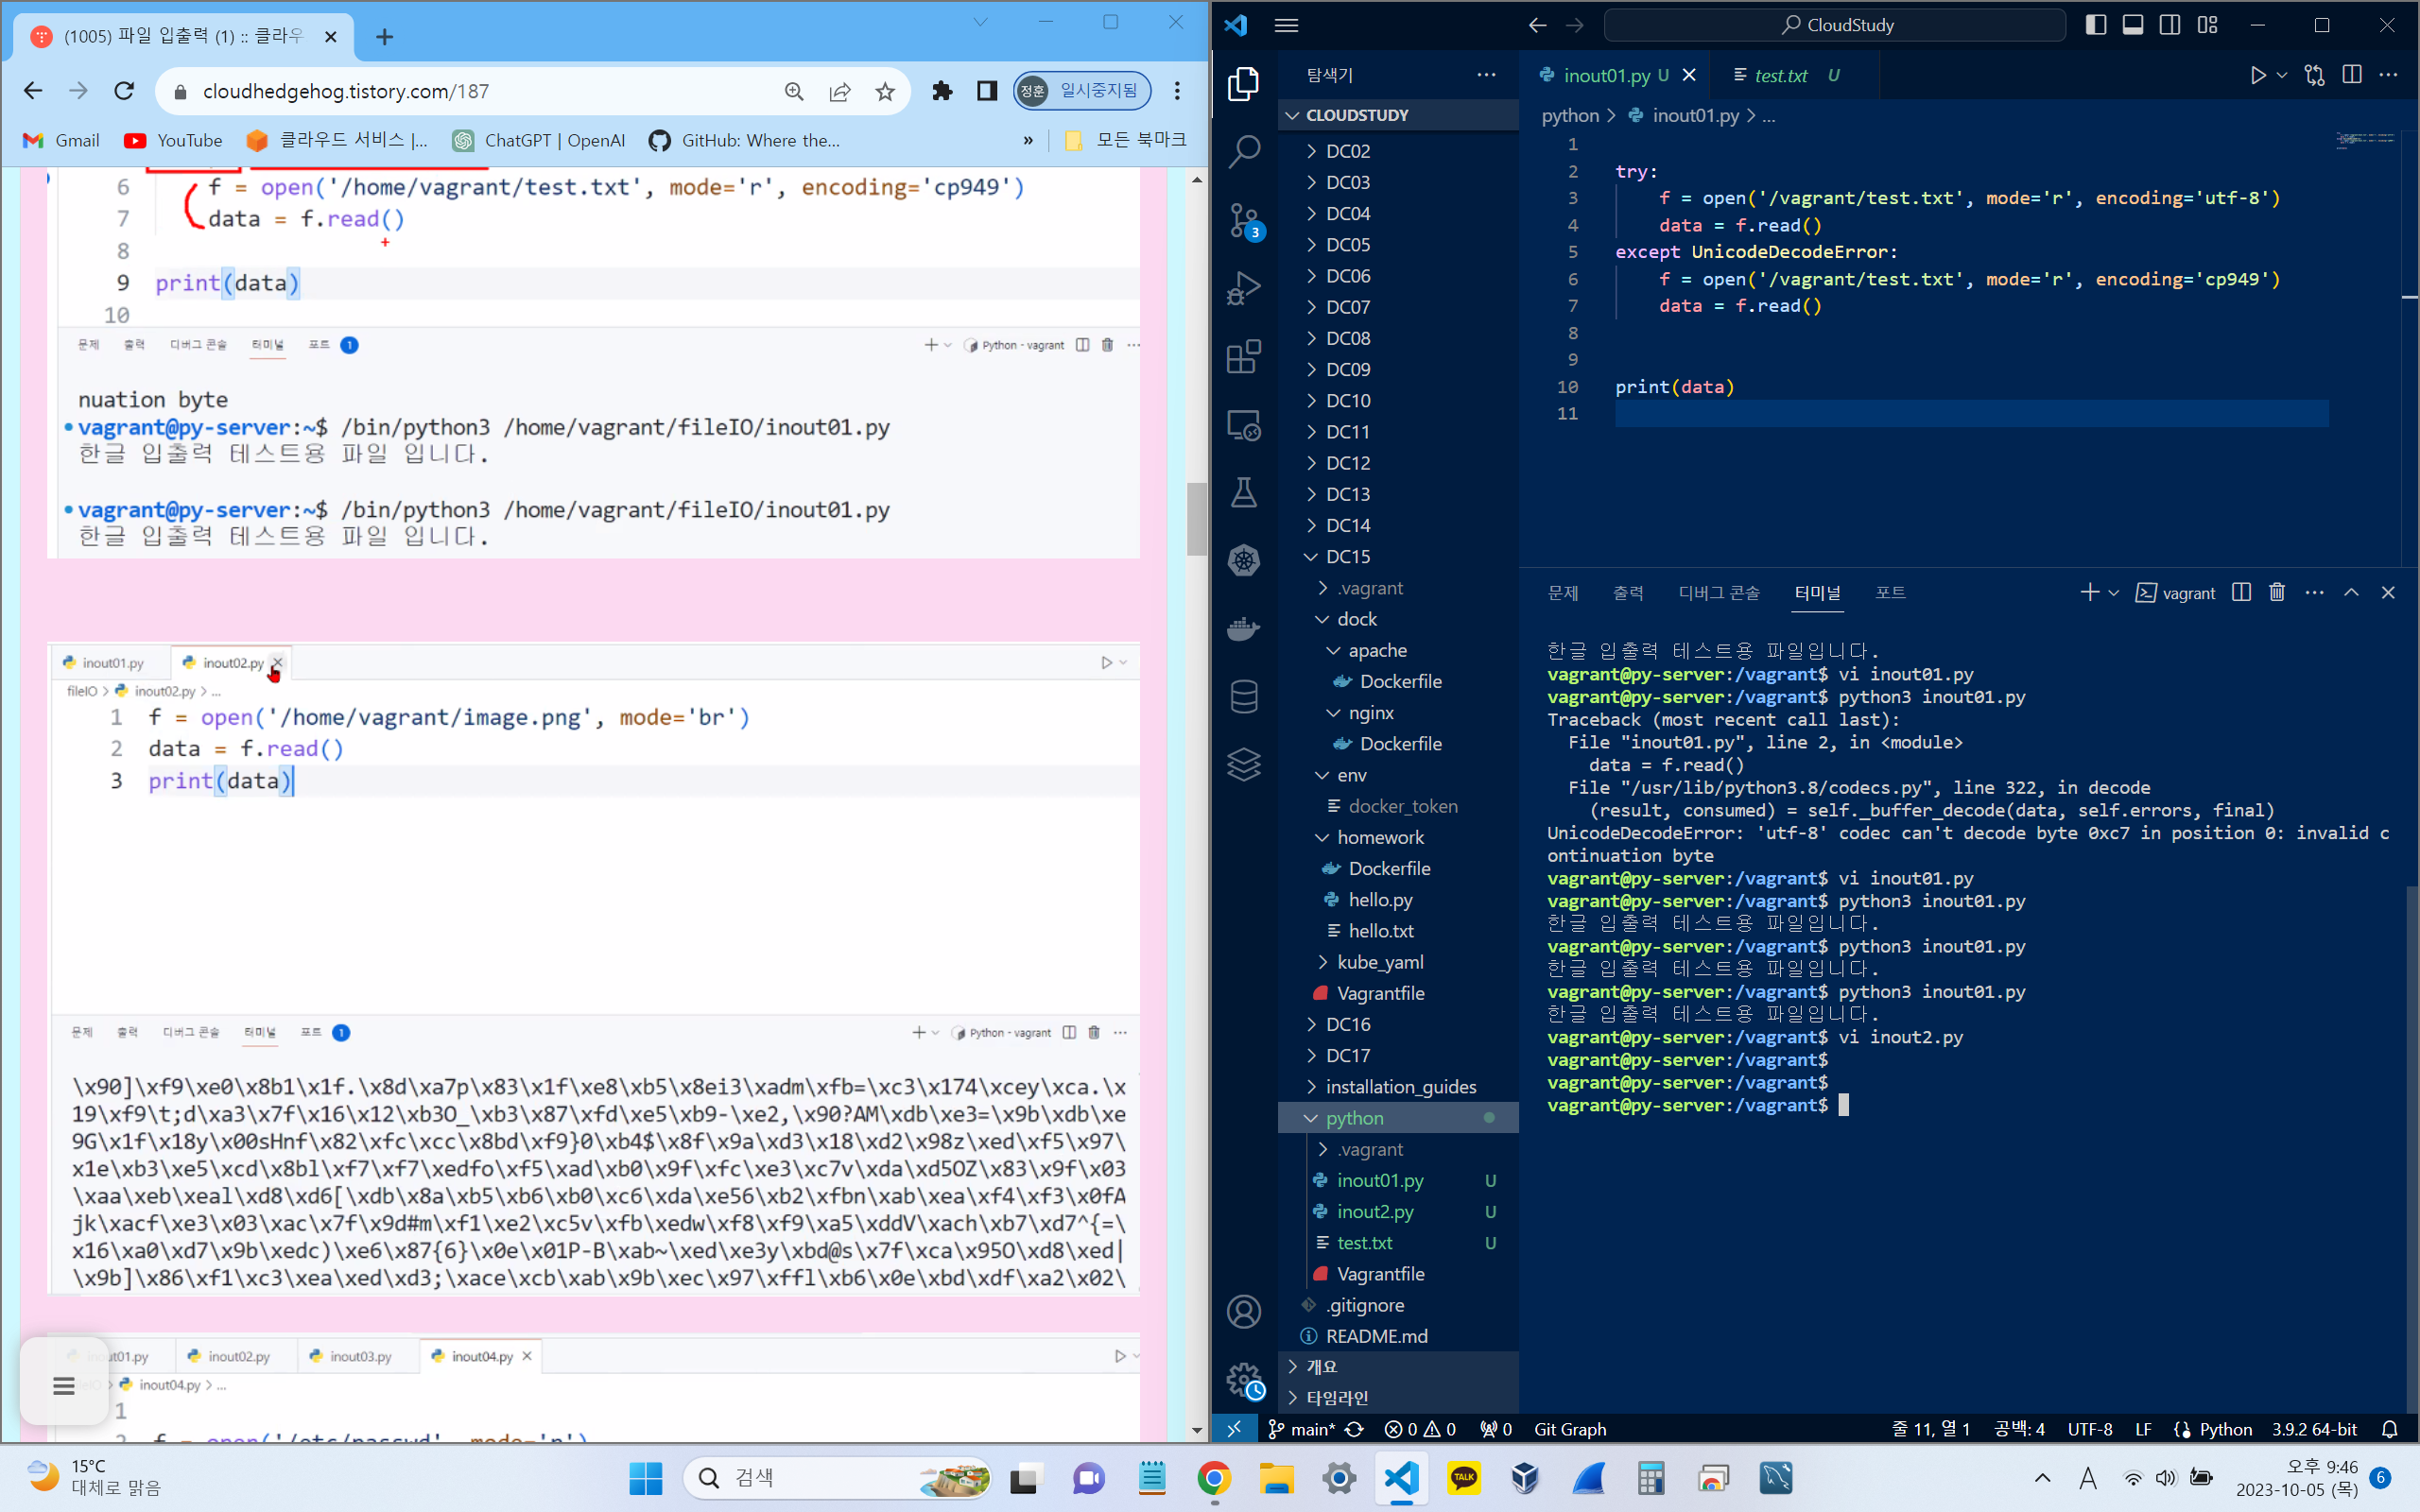 (1005) 파일 입출력 (1) :: 클라우
cloudhedgehog.tistory.com/187
정훈 일시중지됨
Gmail
YouTube
클라우드 서비스 |...
ChatGPT | OpenAI
GitHub: Where the...
»
모든 북마크
6 f = open('/home/vagrant/test.txt', mode='r', encoding='cp949')
7 data = f.read()
8
9 print(data)
10
문제 출력 디버그 콘솔 터미널 포트 1
Python - vagrant
nuation byte
vagrant@py-server:~$ /bin/python3 /home/vagrant/fileIO/inout01.py
한글 입출력 테스트용 파일 입니다.
vagrant@py-server:~$ /bin/python3 /home/vagrant/fileIO/inout01.py
한글 입출력 테스트용 파일 입니다.
inout01.py inout02.py
fileIO > inout02.py > ...
1 f = open('/home/vagrant/image.png', mode='br')
2 data = f.read()
3 print(data)
문제 출력 디버그 콘솔 터미널 포트 1
Python - vagrant
\x90]\xf9\xe0\x8b1\x1f.\x8d\xa7p\x83\x1f\xe8\xb5\x8ei3\xadm\xfb=\xc3\x174\xcey\xca.\x
19\xf9\t;d\xa3\x7f\x16\x12\xb3O_\xb3\x87\xfd\xe5\xb9-\xe2,\x90?AM\xdb\xe3=\x9b\xdb\xe
9G\x1f\x18y\x00sHnf\x82\xfc\xcc\x8bd\xf9}0\xb4$\x8f\x9a\xd3\x18\xd2\x98z\xed\xf5\x97\
x1e\xb3\xe5\xcd\x8bl\xf7\xf7\xedfo\xf5\xad\xb0\x9f\xfc\xe3\xc7v\xda\xd5OZ\x83\x9f\x03
\xaa\xeb\xeal\xd8\xd6[\xdb\x8a\xb5\xb6\xb0\xc6\xda\xe56\xb2\xfbn\xab\xea\xf4\xf3\x0fA
jk\xacf\xe3\x03\xac\x7f\x9d#m\xf1\xe2\xc5v\xfb\xedw\xf8\xf9\xa5\xddV\xach\xb7\xd7^{=\
x16\xa0\xd7\x9b\xedc)\xe6\x87{6}\x0e\x01P-B\xab~\xed\xe3y\xbd@s\x7f\xca\x95O\xd8\xed|
\x9b]\x86\xf1\xc3\xea\xed\xd3;\xace\xcb\xab\x9b\xec\x97\xffl\xb6\x0e\xbd\xdf\xa2\x02\
inout02.py inout03.py inout04.py
inout04.py > ...
1
CloudStudy
탐색기
CLOUDSTUDY
DC02
DC03
DC04
DC05
DC06
DC07
DC08
DC09
DC10
DC11
DC12
DC13
DC14
DC15
.vagrant
dock
apache
Dockerfile
nginx
Dockerfile
env
docker_token
homework
Dockerfile
hello.py
hello.txt
kube_yaml
Vagrantfile
DC16
DC17
installation_guides
python
.vagrant
inout01.py U
inout2.py U
test.txt U
Vagrantfile
.gitignore
README.md
개요
타임라인
3
inout01.py U test.txt U
python > inout01.py > ...
1
2 try:
3 f = open('/vagrant/test.txt', mode='r', encoding='utf-8')
4 data = f.read()
5 except UnicodeDecodeError:
6 f = open('/vagrant/test.txt', mode='r', encoding='cp949')
7 data = f.read()
8
9
10 print(data)
11
문제 출력 디버그 콘솔 터미널 포트
vagrant
한글 입출력 테스트용 파일입니다.
vagrant@py-server:/vagrant$ vi inout01.py
vagrant@py-server:/vagrant$ python3 inout01.py
Traceback (most recent call last):
File "inout01.py", line 2, in <module>
data = f.read()
File "/usr/lib/python3.8/codecs.py", line 322, in decode
(result, consumed) = self._buffer_decode(data, self.errors, final)
UnicodeDecodeError: 'utf-8' codec can't decode byte 0xc7 in position 0: invalid c
ontinuation byte
vagrant@py-server:/vagrant$ vi inout01.py
vagrant@py-server:/vagrant$ python3 inout01.py
한글 입출력 테스트용 파일입니다.
vagrant@py-server:/vagrant$ python3 inout01.py
한글 입출력 테스트용 파일입니다.
vagrant@py-server:/vagrant$ python3 inout01.py
한글 입출력 테스트용 파일입니다.
vagrant@py-server:/vagrant$ vi inout2.py
vagrant@py-server:/vagrant$
vagrant@py-server:/vagrant$
vagrant@py-server:/vagrant$
main* 0 0 0 Git Graph
줄 11, 열 1 공백: 4 UTF-8 LF Python 3.9.2 64-bit
15°C
대체로 맑음
검색
TALK
A
오후 9:46
2023-10-05 (목)
6